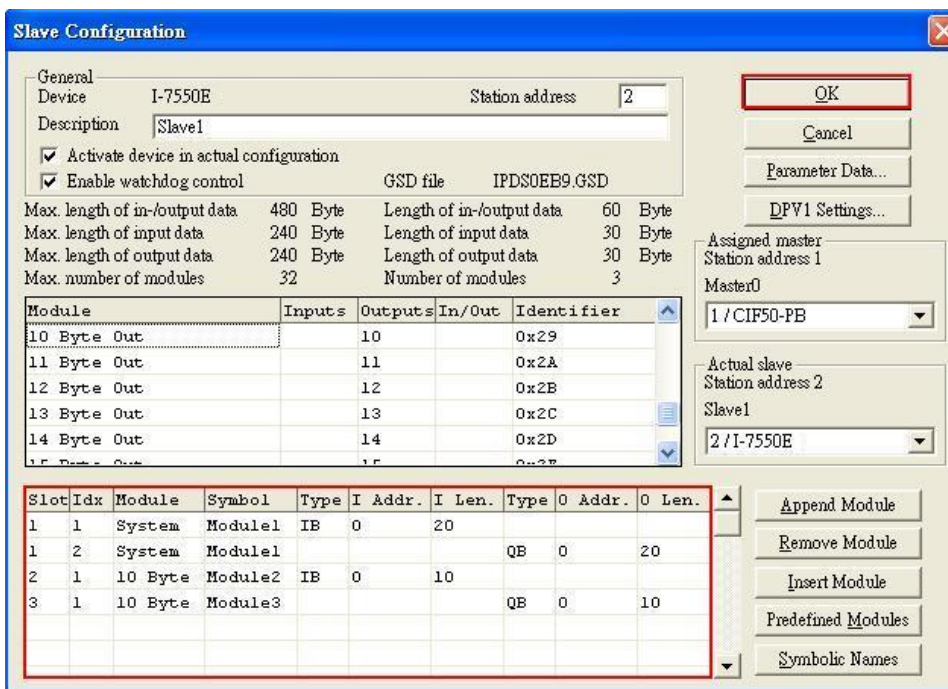 Slave Configuration
General
Device I-7550E Station address 2
Description Slave1
Activate device in actual configuration
Enable watchdog control GSD file IPDS0EB9.GSD
Max. length of in-/output data 480 Byte Length of in-/output data 60 Byte
Max. length of input data 240 Byte Length of input data 30 Byte
Max. length of output data 240 Byte Length of output data 30 Byte
Max. number of modules 32 Number of modules 3
OK
Cancel
Parameter Data...
DPV1 Settings...
Assigned master
Station address 1
Master0
1 / CIF50-PB
Actual slave
Station address 2
Slave1
2 / I-7550E
Module Inputs Outputs In/Out Identifier
10 Byte Out 10 0x29
11 Byte Out 11 0x2A
12 Byte Out 12 0x2B
13 Byte Out 13 0x2C
14 Byte Out 14 0x2D
Slot Idx Module Symbol Type I Addr. I Len. Type O Addr. O Len.
1 1 System Module1 IB 0 20
1 2 System Module1 QB 0 20
2 1 10 Byte Module2 IB 0 10
3 1 10 Byte Module3 QB 0 10
Append Module
Remove Module
Insert Module
Predefined Modules
Symbolic Names